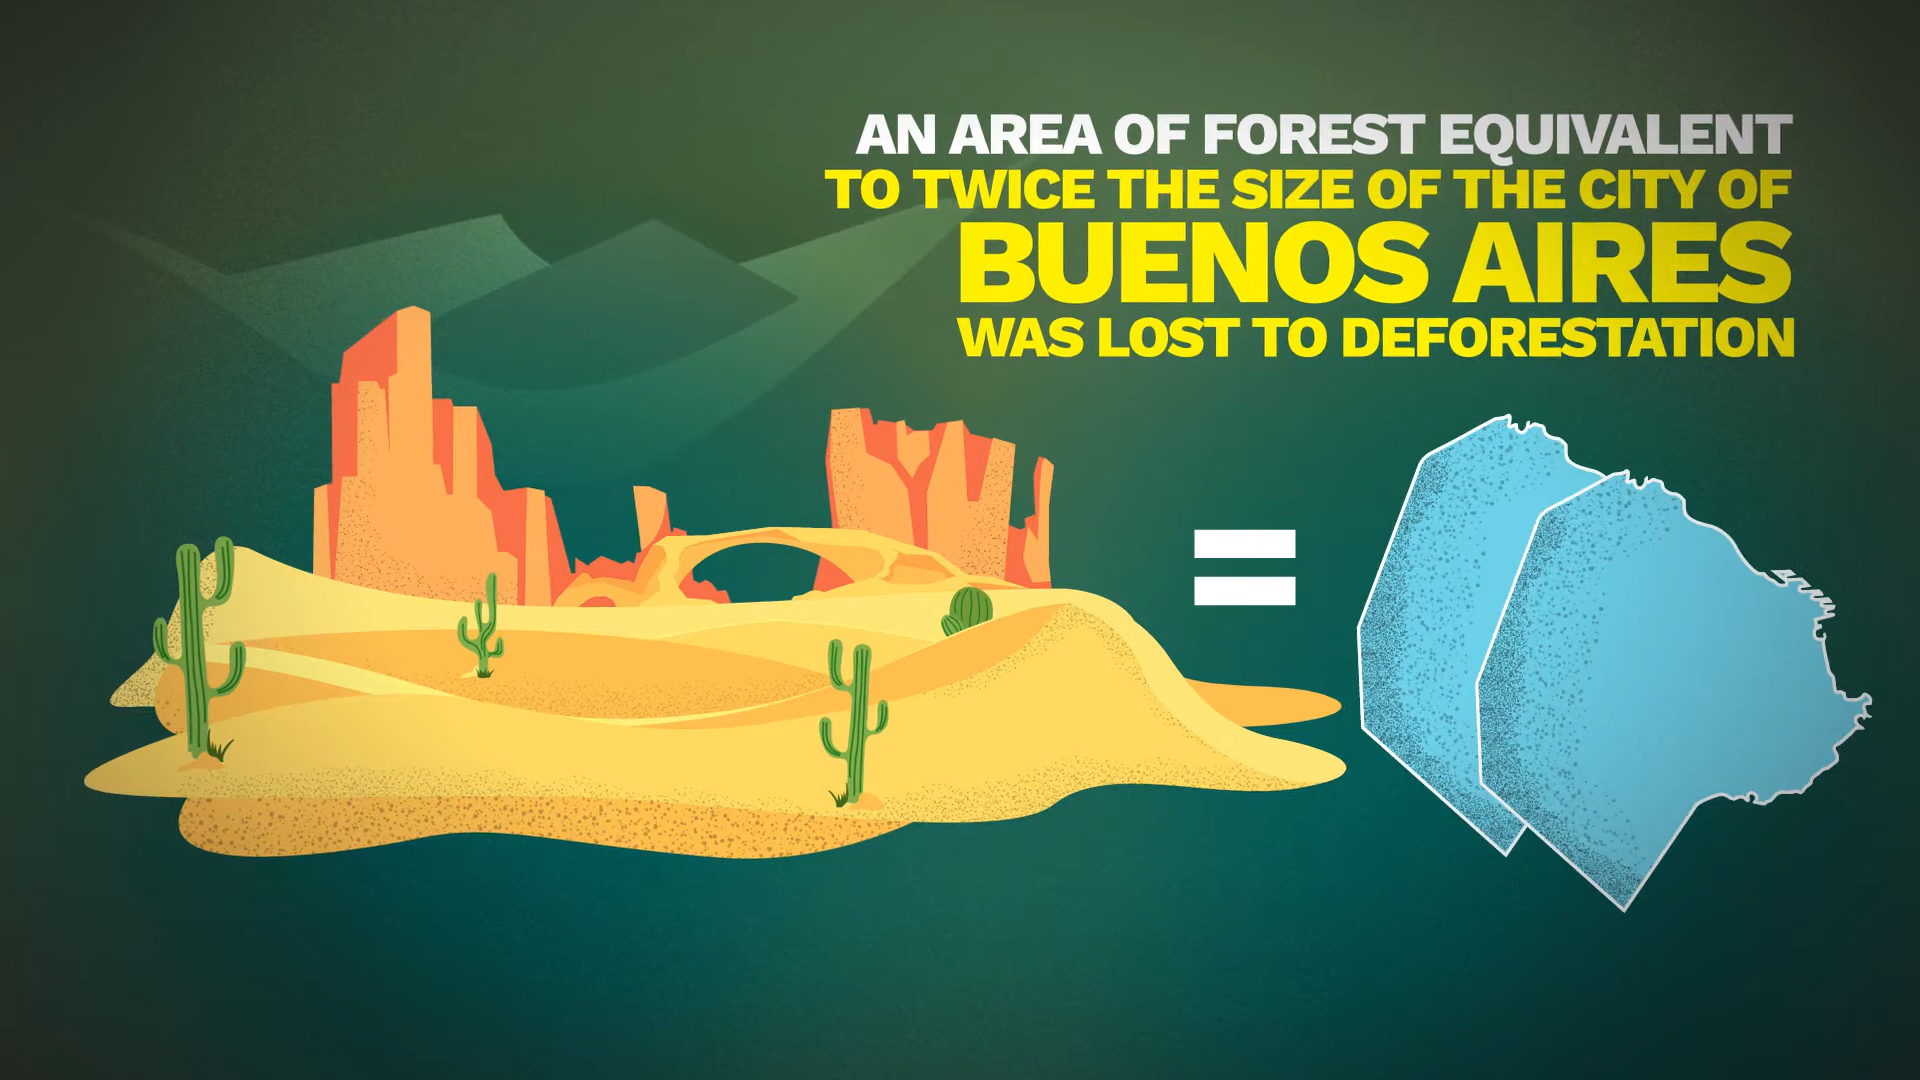 AN AREA OF FOREST EQUIVALENT
TO TWICE THE SIZE OF THE CITY OF
BUENOS AIRES
WAS LOST TO DEFORESTATION
=